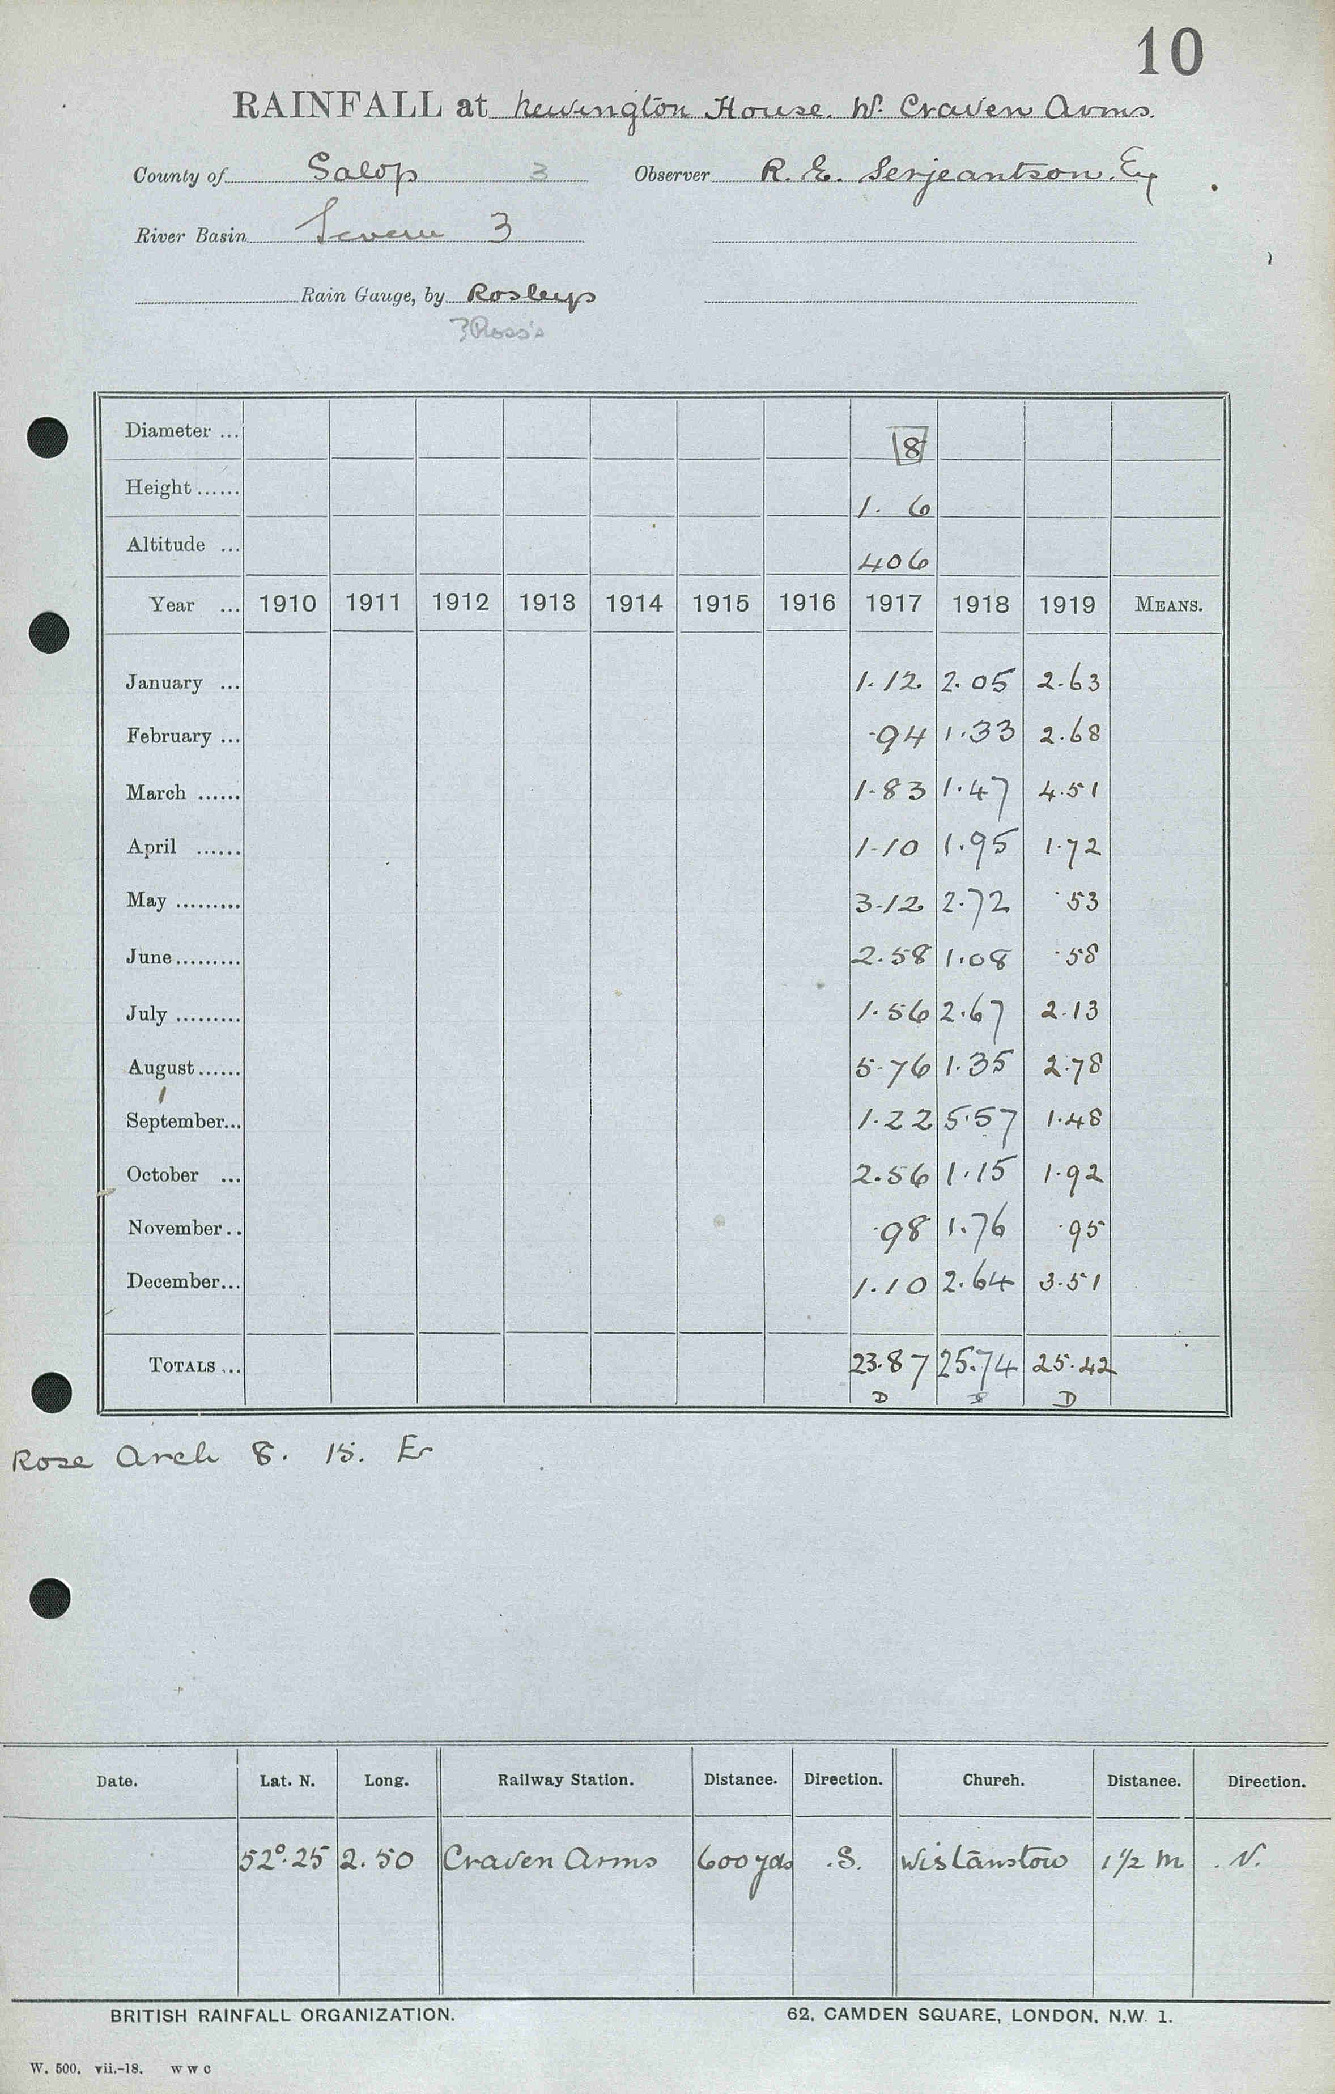 10
RAINFALL at Newington House. W. Craven Arms.
County of Salop 3 Observer R. E. Serjeantson. Esq
River Basin Severn 3
Rain Gauge, by
Diameter ... 8
Height...... 1. 6
Altitude ... 406
Year ... 1910 1911 1912 1913 1914 1915 1916 1917 1918 1919 MEANS.
January ... 1.12 2.05 2.63
February ... .94 1.33 2.68
March ...... 1.83 1.47 4.51
April ...... 1.10 1.95 1.72
May ......... 3.12 2.72 .53
June......... 2.58 1.08 .58
July ......... 1.56 2.67 2.13
August...... 5.76 1.35 2.78
September... 1.22 5.57 1.48
October ... 2.56 1.15 1.92
November.. .98 1.76 .95
December... 1.10 2.64 3.51
TOTALS ... 23.87 25.74 25.42
D D
Rose Arch 8. 15.
Date. Lat. N. Long. Railway Station. Distance. Direction. Church. Distance. Direction.
52°.25 2.50 Craven Arms 600 yds .S. Wistanstow 1 1/2 m . N.
BRITISH RAINFALL ORGANIZATION. 62, CAMDEN SQUARE, LONDON. N.W. 1.
W. 500. vii.-18. W W C